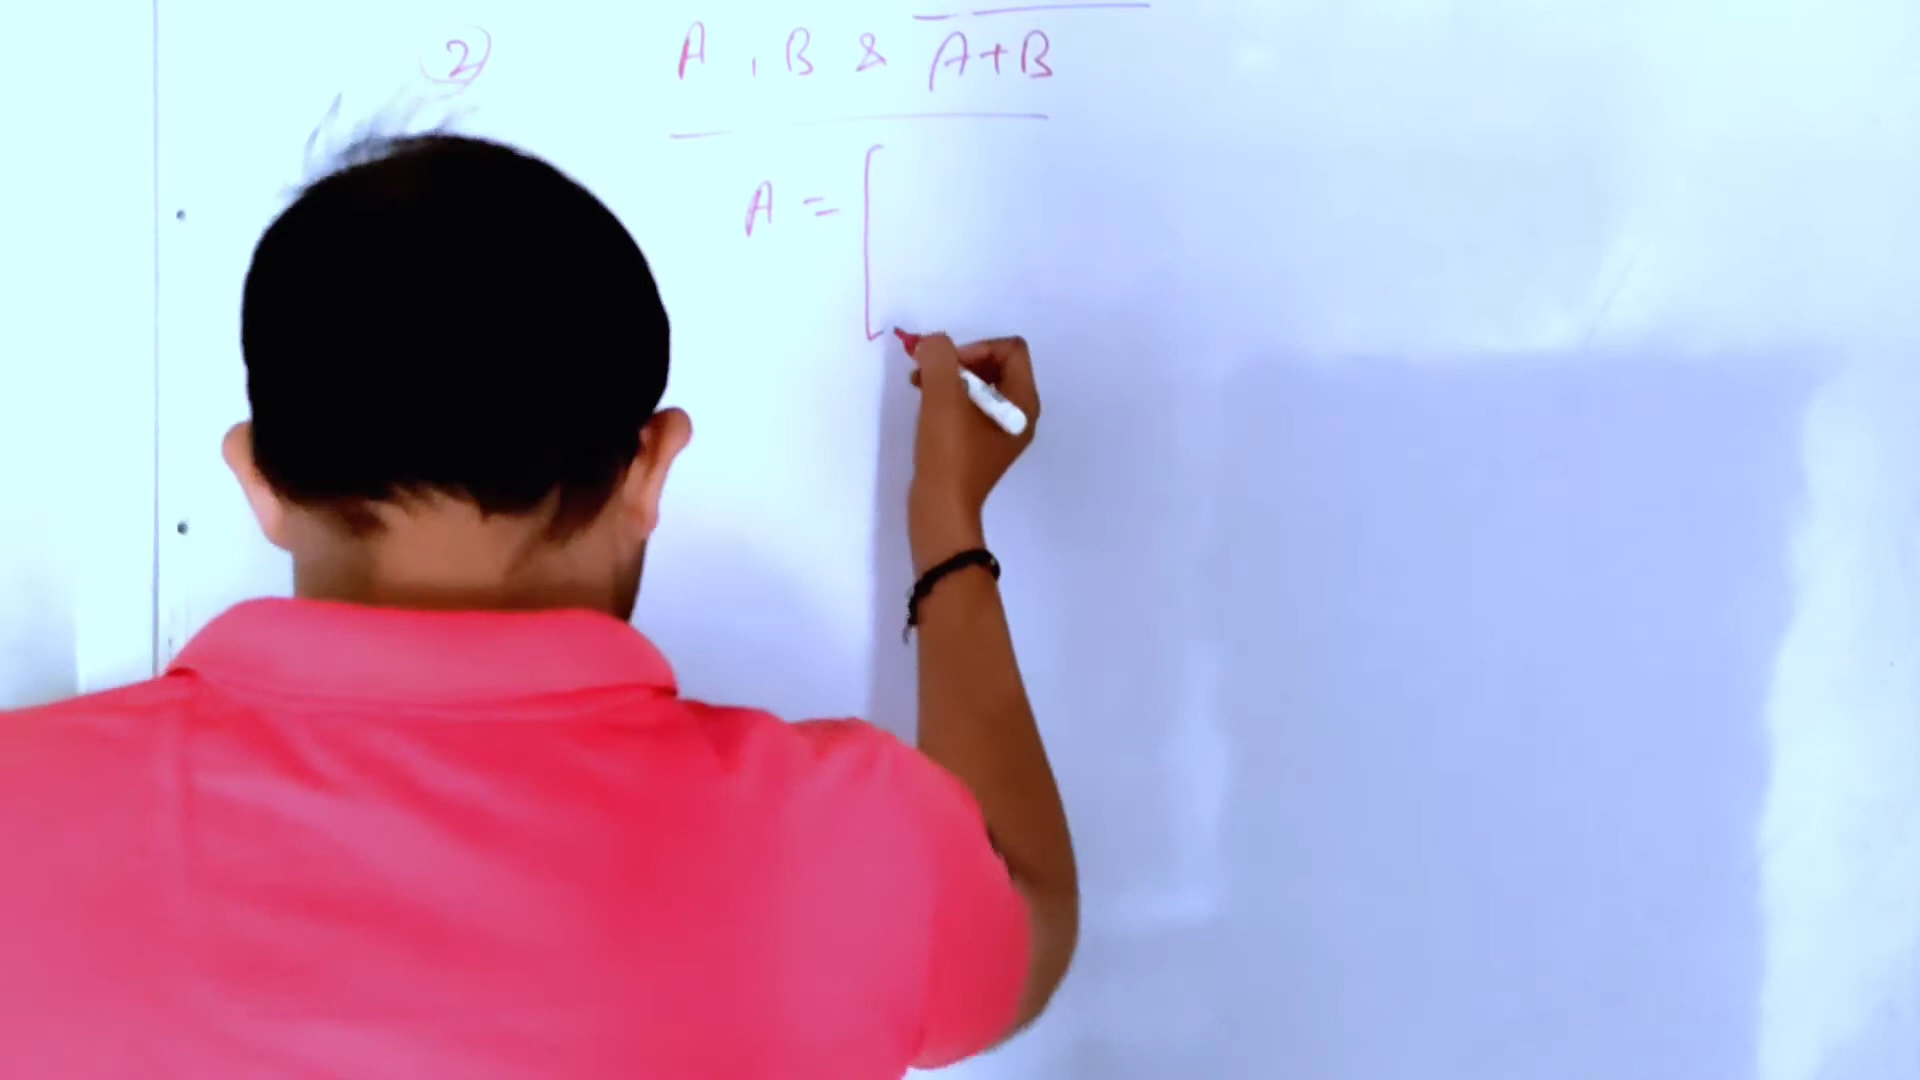 ② A , B & A+B
A = [